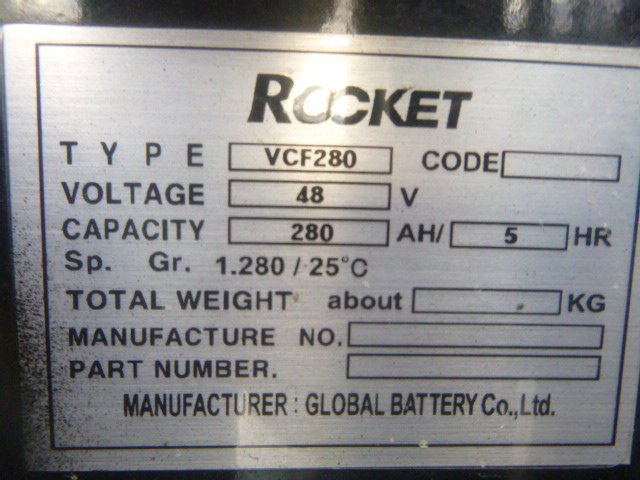 ROCKET
TYPE VCF280 CODE
VOLTAGE 48 V
CAPACITY 280 AH/ 5 HR
Sp. Gr. 1.280 / 25°C
TOTAL WEIGHT about KG
MANUFACTURE NO.
PART NUMBER.
MANUFACTURER : GLOBAL BATTERY Co.,Ltd.